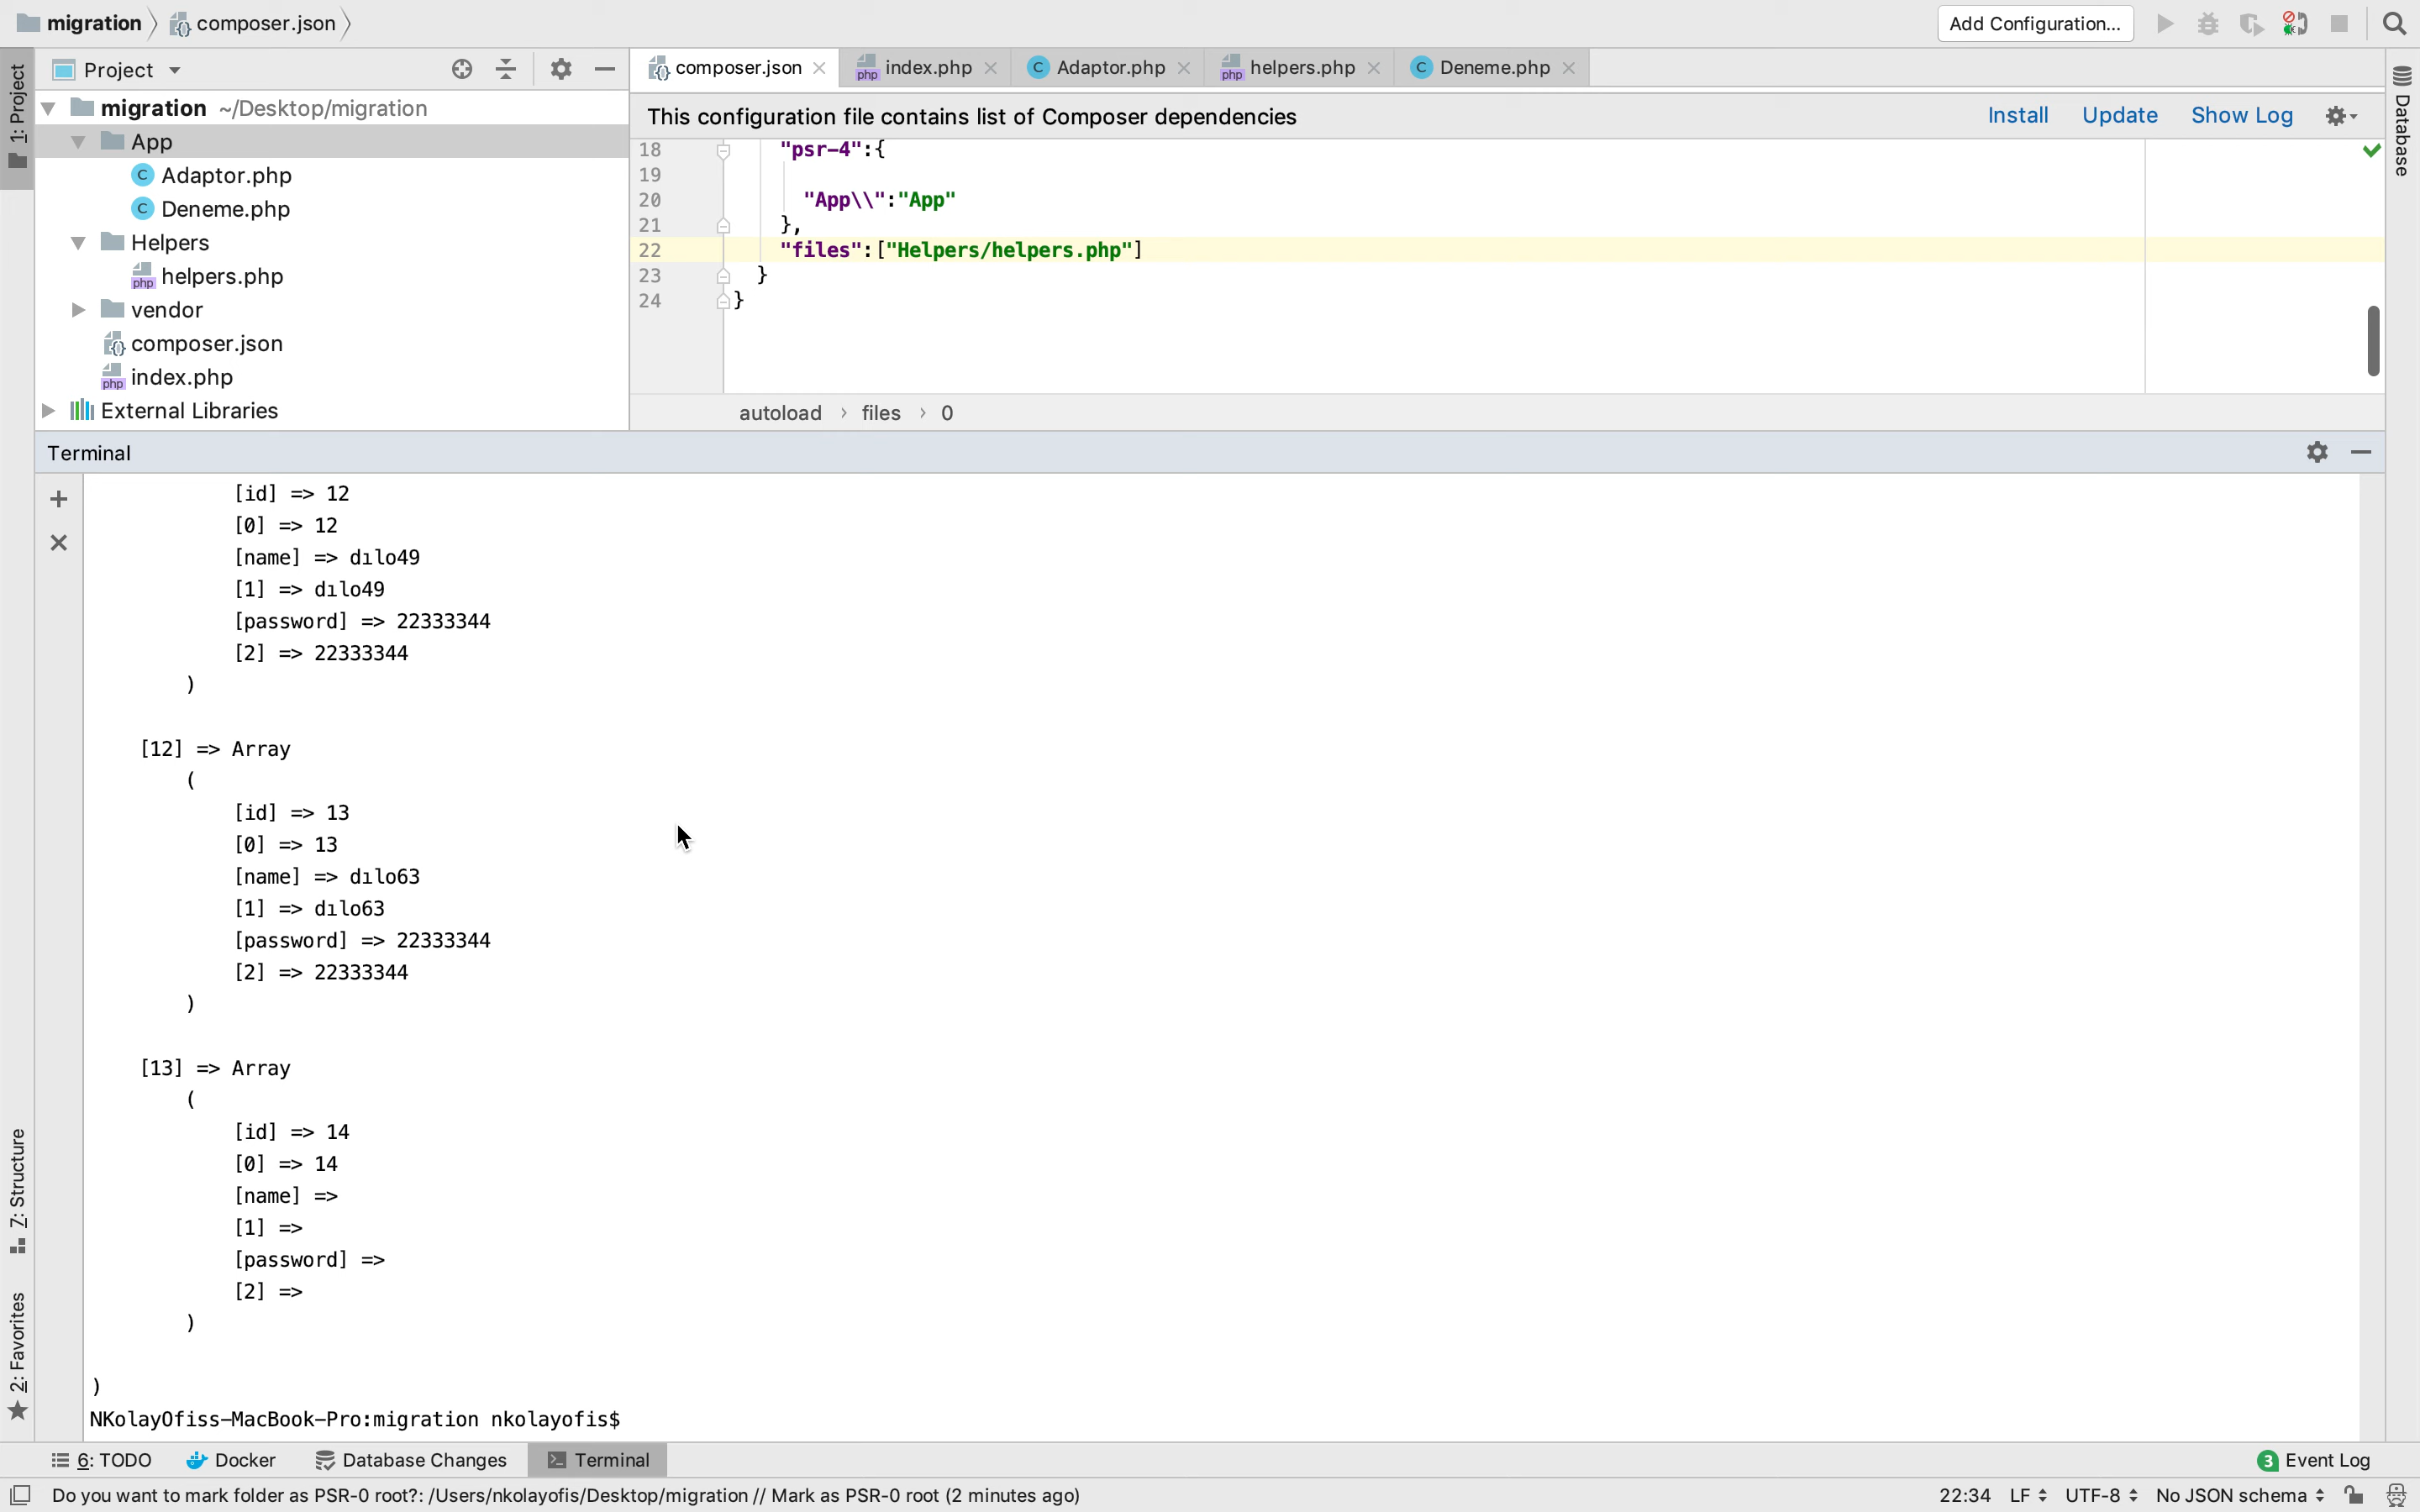 migration composer.json
Add Configuration...
1: Project
Project
composer.json index.php Adaptor.php helpers.php Deneme.php
Database
migration ~/Desktop/migration
App
Adaptor.php
Deneme.php
Helpers
helpers.php
vendor
composer.json
index.php
External Libraries
This configuration file contains list of Composer dependencies
Install Update Show Log
18 "psr-4":{
19
20 "App\\":"App"
21 },
22 "files":["Helpers/helpers.php"]
23 }
24 }
autoload › files › 0
Terminal
[id] => 12
[0] => 12
[name] => dılo49
[1] => dılo49
[password] => 22333344
[2] => 22333344
)
[12] => Array
(
[id] => 13
[0] => 13
[name] => dılo63
[1] => dılo63
[password] => 22333344
[2] => 22333344
)
[13] => Array
(
[id] => 14
[0] => 14
[name] =>
[1] =>
[password] =>
[2] =>
)
)
NKolayOfiss-MacBook-Pro:migration nkolayofis$
7: Structure
2: Favorites
6: TODO Docker Database Changes Terminal
3 Event Log
Do you want to mark folder as PSR-0 root?: /Users/nkolayofis/Desktop/migration // Mark as PSR-0 root (2 minutes ago)
22:34 LF UTF-8 No JSON schema